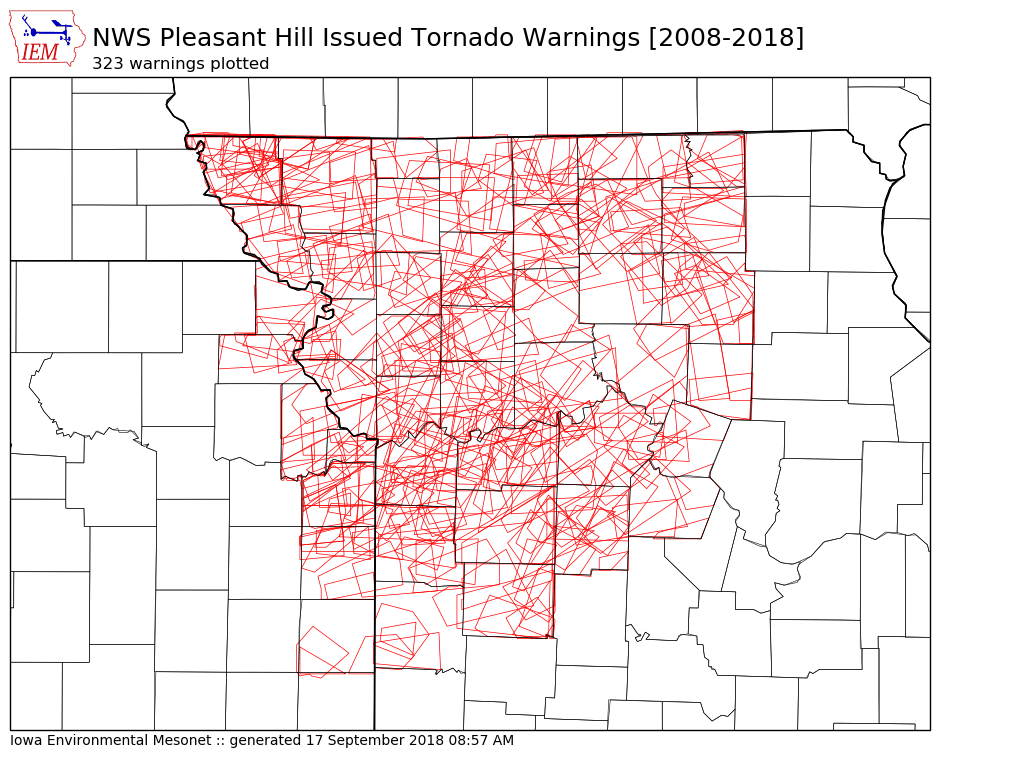 IEM
NWS Pleasant Hill Issued Tornado Warnings [2008-2018]
323 warnings plotted
Iowa Environmental Mesonet :: generated 17 September 2018 08:57 AM